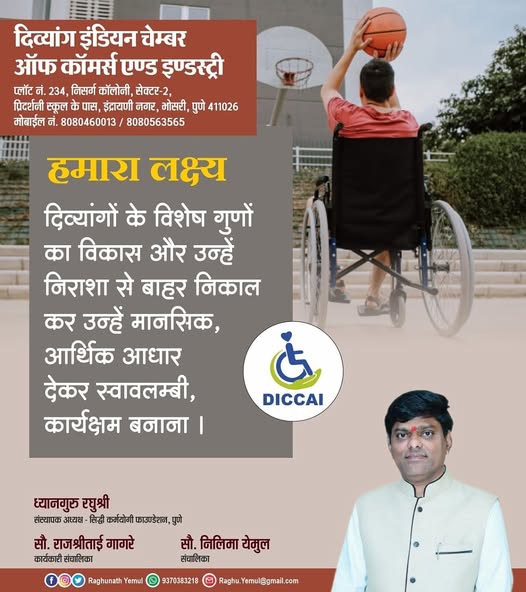 दिव्यांग इंडियन चेम्बर
ऑफ कॉमर्स एण्ड इण्डस्ट्री
प्लॉट नं. 234, निसर्ग कॉलोनी, सेक्टर-2,
प्रिदर्शनी स्कूल के पास, इंद्रायणी नगर, भोसरी, पुणे 411026
मोबाईल नं. 8080460013 / 8080563565
हमारा लक्ष्य
दिव्यांगों के विशेष गुणों
का विकास और उन्हें
निराशा से बाहर निकाल
कर उन्हें मानसिक,
आर्थिक आधार
देकर स्वावलम्बी,
कार्यक्षम बनाना ।
DICCAI
ध्यानगुरु रघुश्री
संस्थापक अध्यक्ष - सिद्धी कर्मयोगी फाउण्डेशन, पुणे
सौ. राजश्रीताई गागरे
कार्यकारी संचालिका
सौ. निलिमा येमुल
संचालिका
Raghunath Yemul 9370383218 Raghu.Yemul@gmail.com